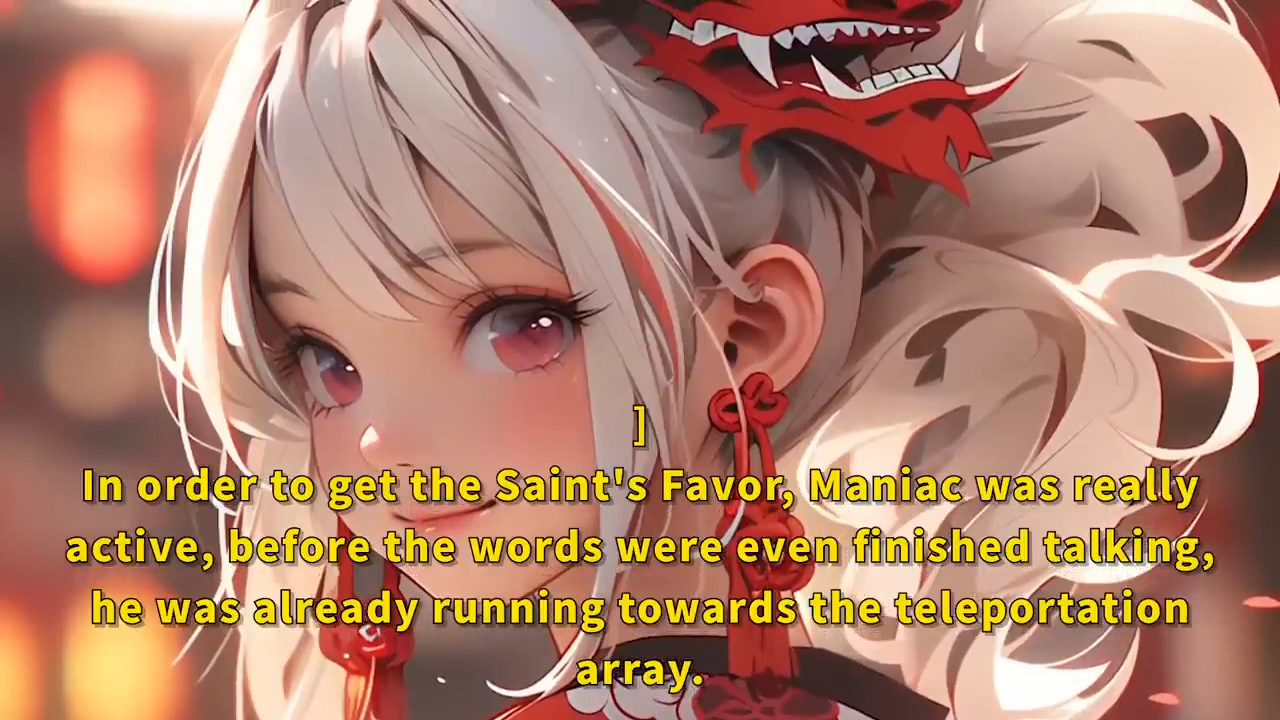 ]
In order to get the Saint's Favor, Maniac was really
active, before the words were even finished talking,
he was already running towards the teleportation
array.